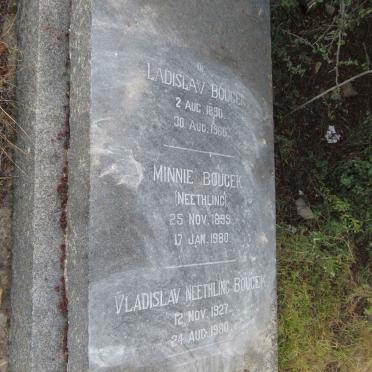 LADISLAV BOUCEK
2 AUG. 1890
30 AUG. 1960
MINNIE BOUCEK
(NEETHLING)
25 NOV. 1899
17 JAN. 1980
VLADISLAV NEETHLING BOUCEK
12 NOV. 1927
24 AUG. 1980